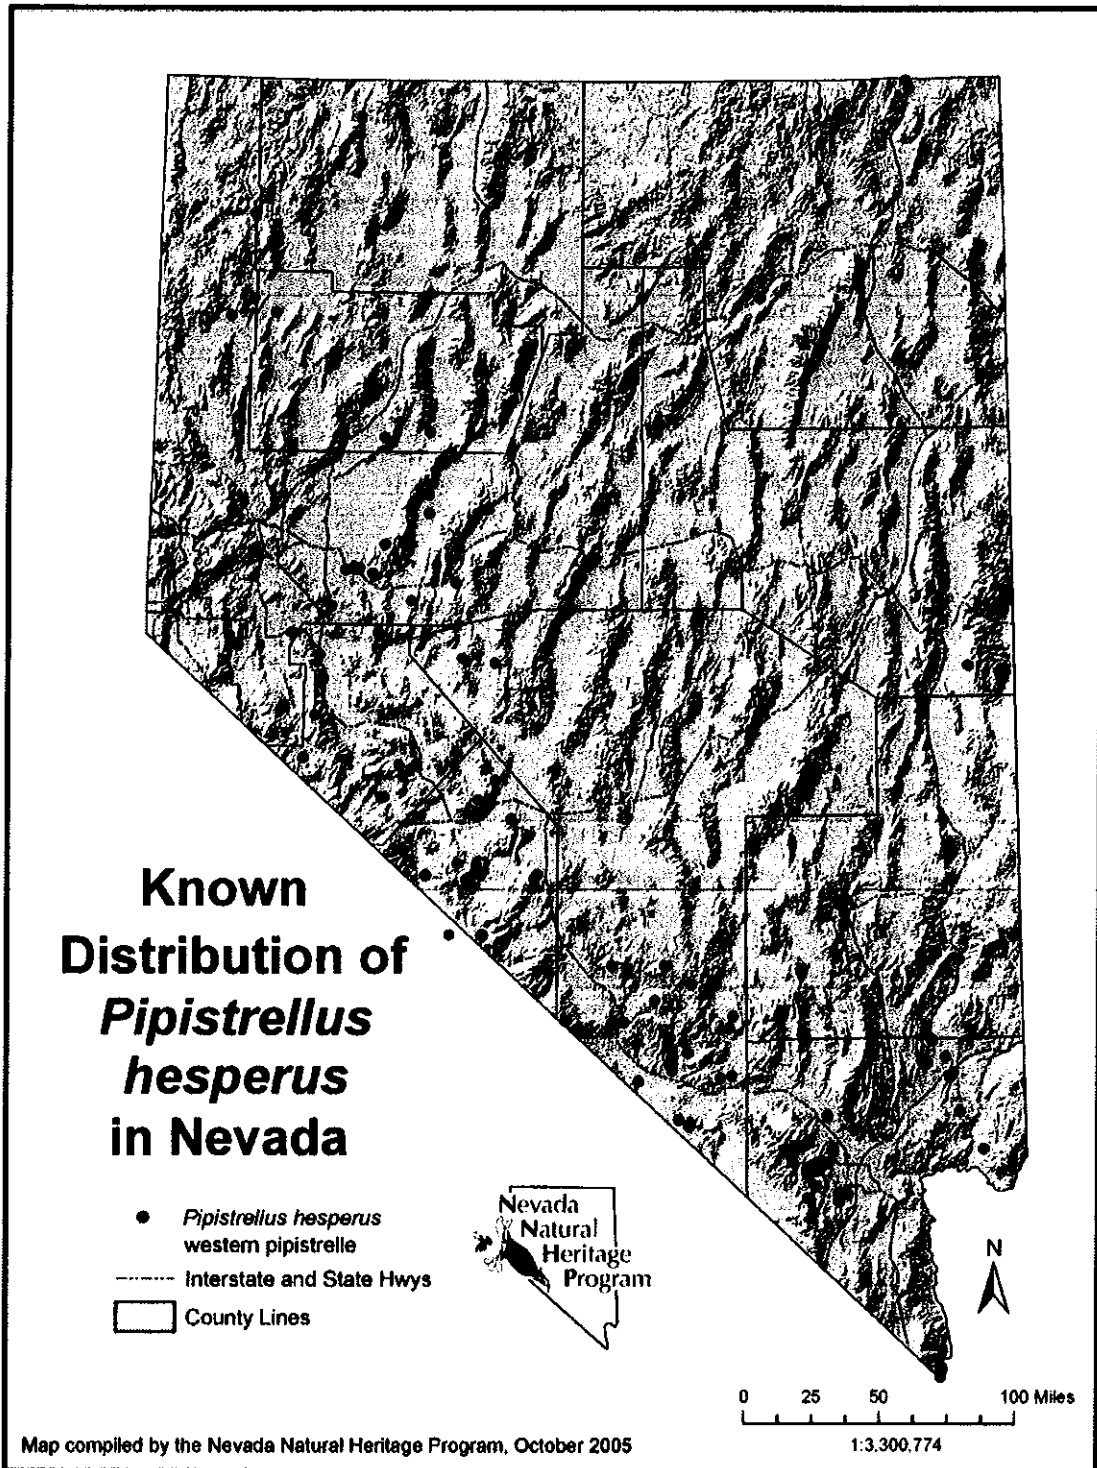 Known
Distribution of
Pipistrellus
hesperus
in Nevada
Pipistrellus hesperus
western pipistrelle
Interstate and State Hwys
County Lines
Nevada
Natural
Heritage
Program
N
0 25 50 100 Miles
1:3,300,774
Map compiled by the Nevada Natural Heritage Program, October 2005